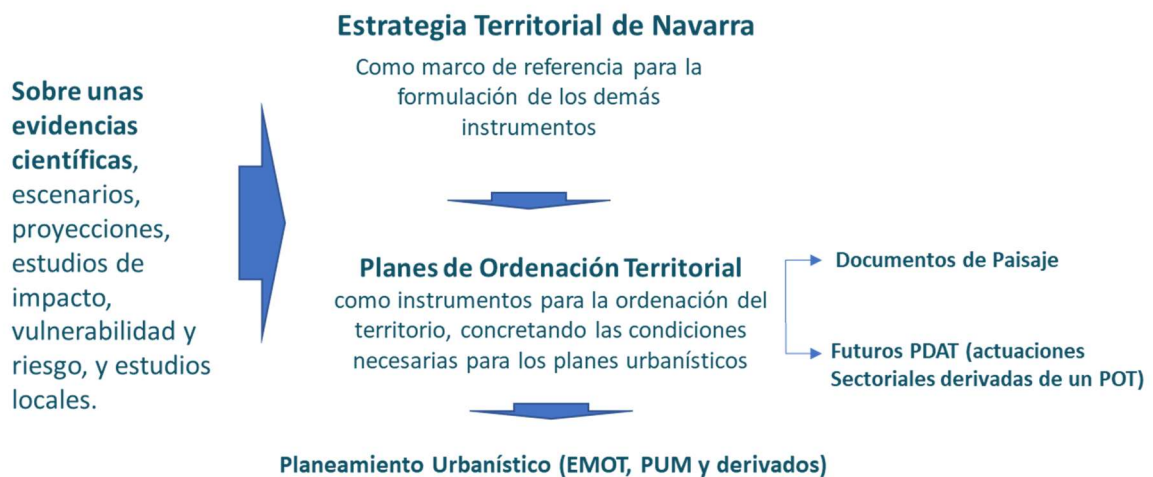 Estrategia Territorial de Navarra
Como marco de referencia para la
formulación de los demás
instrumentos
Sobre unas
evidencias
científicas,
escenarios,
proyecciones,
estudios de
impacto,
vulnerabilidad y
riesgo, y estudios
locales.
Planes de Ordenación Territorial
como instrumentos para la ordenación del
territorio, concretando las condiciones
necesarias para los planes urbanísticos
Documentos de Paisaje
Futuros PDAT (actuaciones
Sectoriales derivadas de un POT)
Planeamiento Urbanístico (EMOT, PUM y derivados)